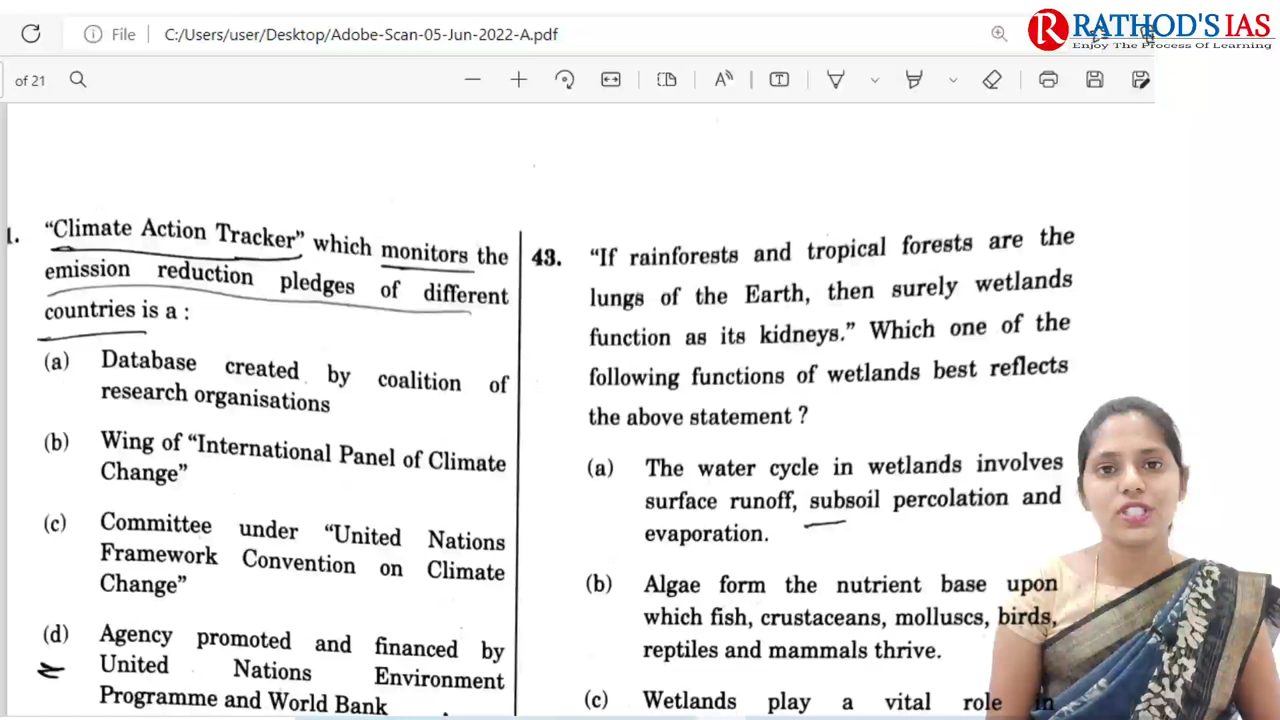 File C:/Users/user/Desktop/Adobe-Scan-05-Jun-2022-A.pdf
RATHOD'S IAS
Enjoy The Process Of Learning
of 21
"Climate Action Tracker" which monitors the
emission reduction pledges of different
countries is a :
(a) Database created by coalition of
research organisations
(b) Wing of "International Panel of Climate
Change"
(c) Committee under "United Nations
Framework Convention on Climate
Change"
(d) Agency promoted and financed by
United Nations Environment
Programme and World Bank
43. "If rainforests and tropical forests are the
lungs of the Earth, then surely wetlands
function as its kidneys." Which one of the
following functions of wetlands best reflects
the above statement ?
(a) The water cycle in wetlands involves
surface runoff, subsoil percolation and
evaporation.
(b) Algae form the nutrient base upon
which fish, crustaceans, molluscs, birds,
reptiles and mammals thrive.
(c) Wetlands play a vital role in